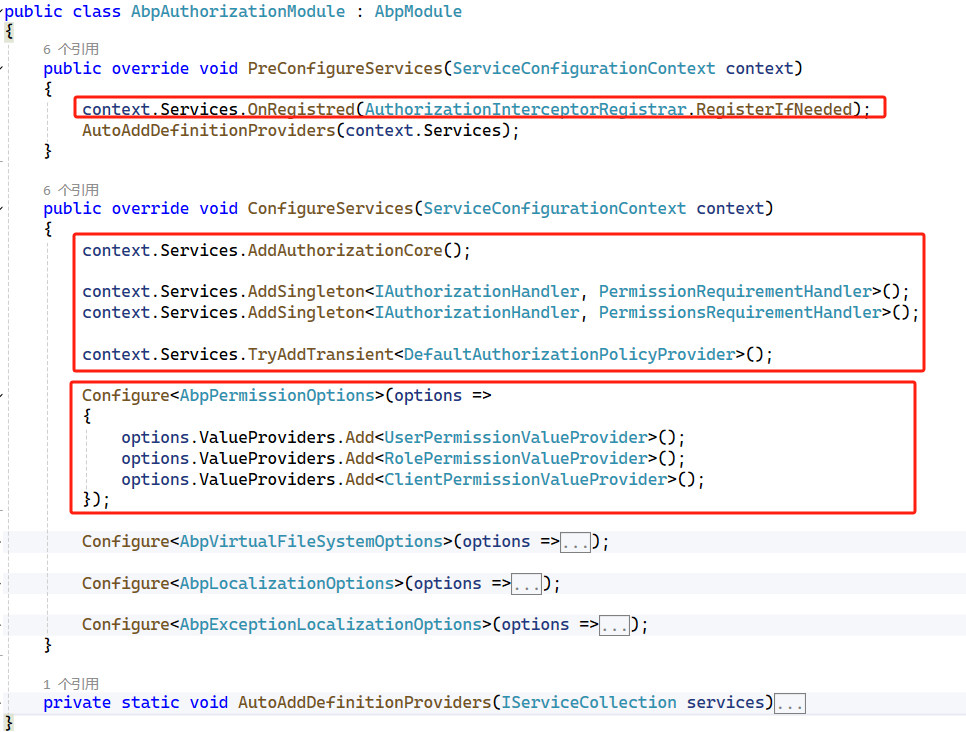 public class AbpAuthorizationModule : AbpModule
{
6 个引用
public override void PreConfigureServices(ServiceConfigurationContext context)
{
context.Services.OnRegistred(AuthorizationInterceptorRegistrar.RegisterIfNeeded);
AutoAddDefinitionProviders(context.Services);
}
6 个引用
public override void ConfigureServices(ServiceConfigurationContext context)
{
context.Services.AddAuthorizationCore();
context.Services.AddSingleton<IAuthorizationHandler, PermissionRequirementHandler>();
context.Services.AddSingleton<IAuthorizationHandler, PermissionsRequirementHandler>();
context.Services.TryAddTransient<DefaultAuthorizationPolicyProvider>();
Configure<AbpPermissionOptions>(options =>
{
options.ValueProviders.Add<UserPermissionValueProvider>();
options.ValueProviders.Add<RolePermissionValueProvider>();
options.ValueProviders.Add<ClientPermissionValueProvider>();
});
Configure<AbpVirtualFileSystemOptions>(options =>...);
Configure<AbpLocalizationOptions>(options =>...);
Configure<AbpExceptionLocalizationOptions>(options =>...);
}
1 个引用
private static void AutoAddDefinitionProviders(IServiceCollection services)...
}